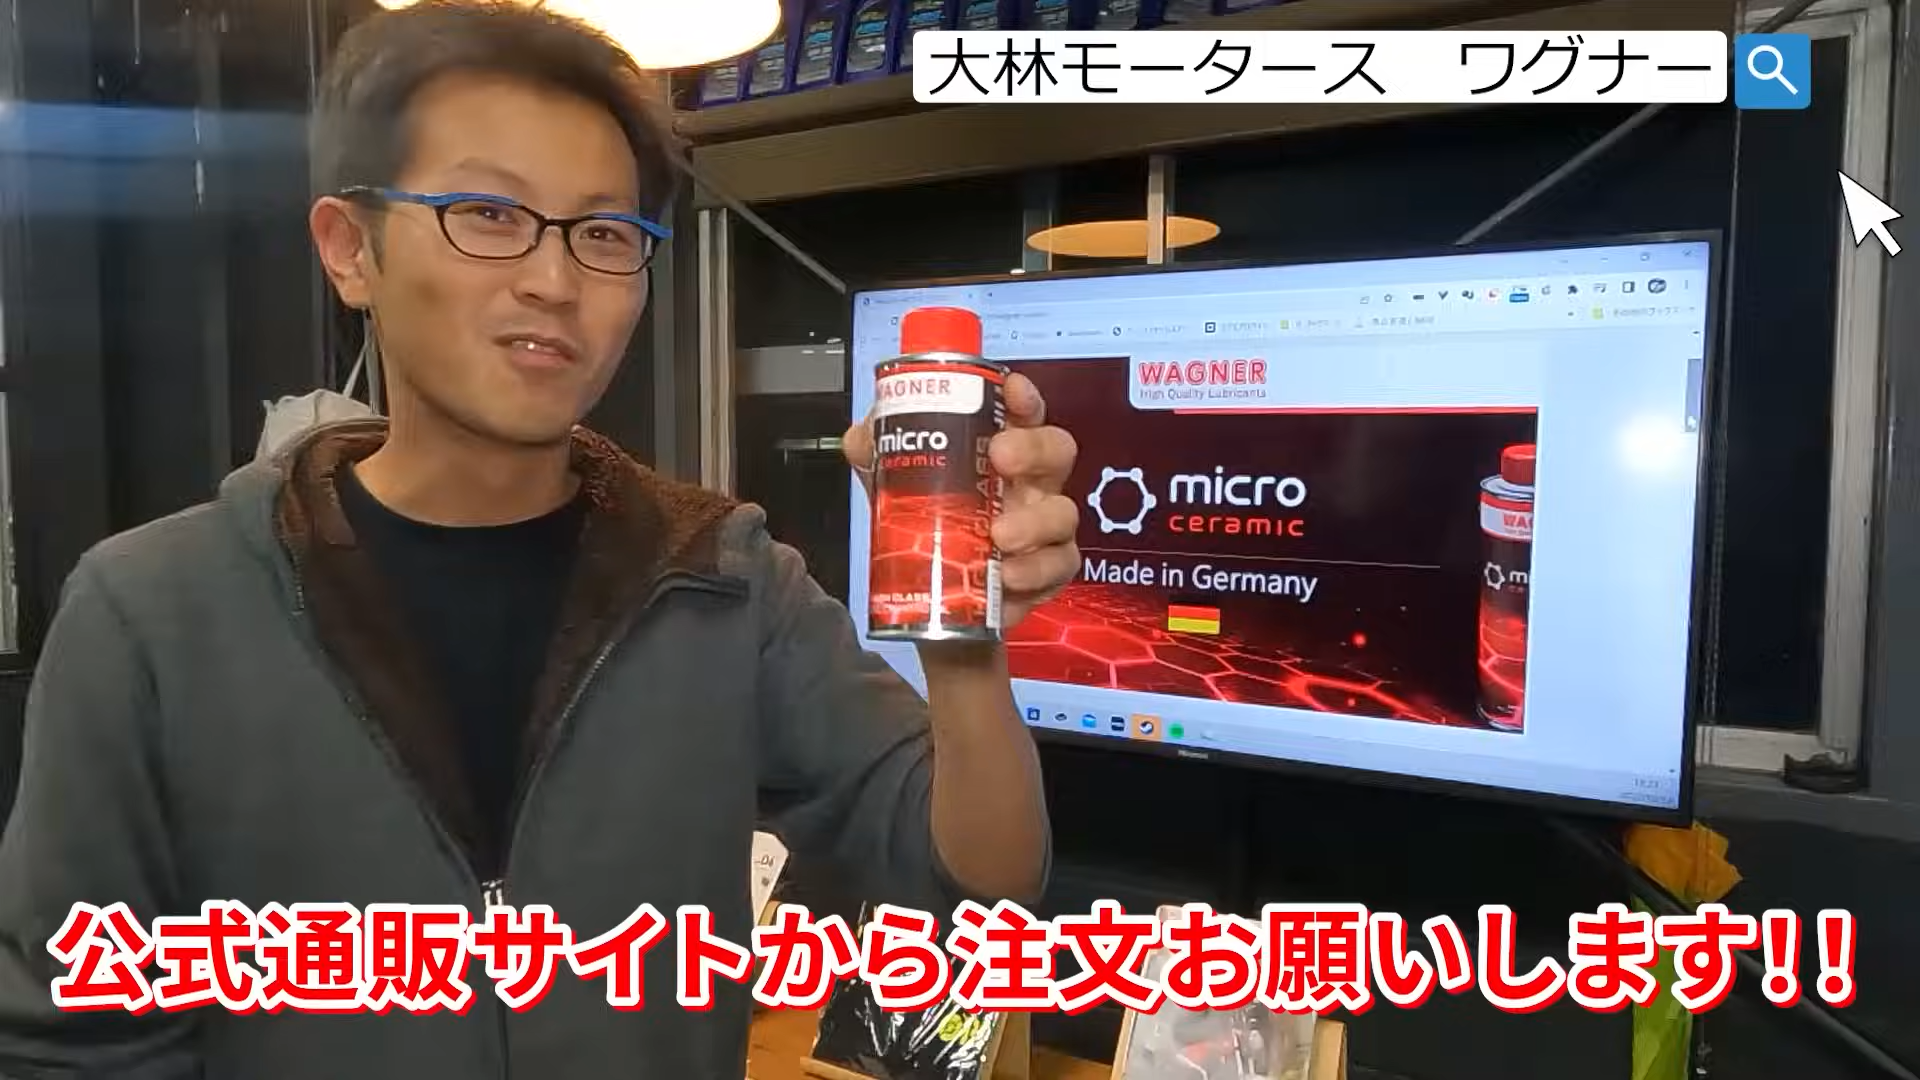 大林モータース　ワグナー
WAGNER
High Quality Lubricants
micro
ceramic
Made in Germany
WAGNER
micro
ceramic
HIGH CLASS
公式通販サイトから注文お願いします!!